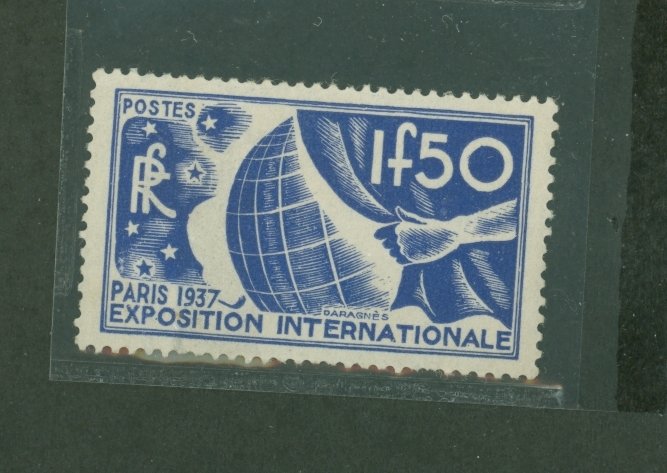 POSTES
1f50
RF
PARIS 1937
DARAGNÈS
EXPOSITION INTERNATIONALE